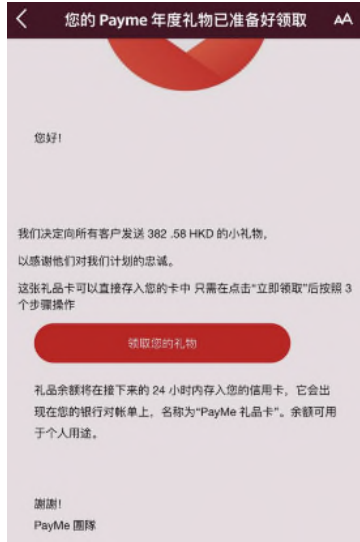 您的 Payme 年度礼物已准备好领取
AA
您好!
我们决定向所有客户发送 382 .58 HKD 的小礼物,
以感谢他们对我们计划的忠诚。
这张礼品卡可以直接存入您的卡中 只需在点击“立即领取”后按照 3
个步骤操作
领取您的礼物
礼品余额将在接下来的 24 小时内存入您的信用卡, 它会出
现在您的银行对帐单上, 名称为“PayMe 礼品卡”。余额可用
于个人用途。
謝謝!
PayMe 團隊